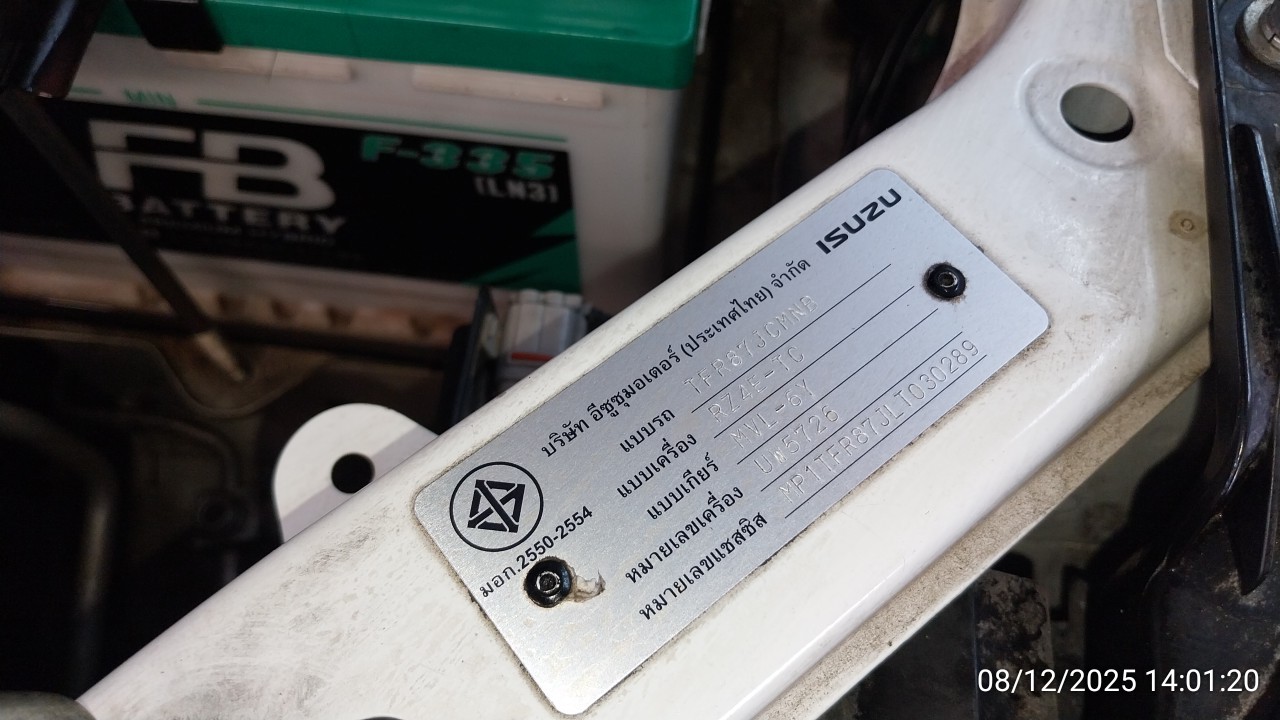 MIN
FB
BATTERY
F-335
(LN3)
ISUZU
บริษัท อีซูซุมอเตอร์ (ประเทศไทย) จำกัด
แบบรถ TFR87JCMN0
แบบเครื่อง RZ4E-TC
แบบเกียร์ MVL-6Y
หมายเลขเครื่อง UW5726
หมายเลขแชสซิส MP1TFR87JLT030289
มอก.2550-2554
08/12/2025 14:01:20